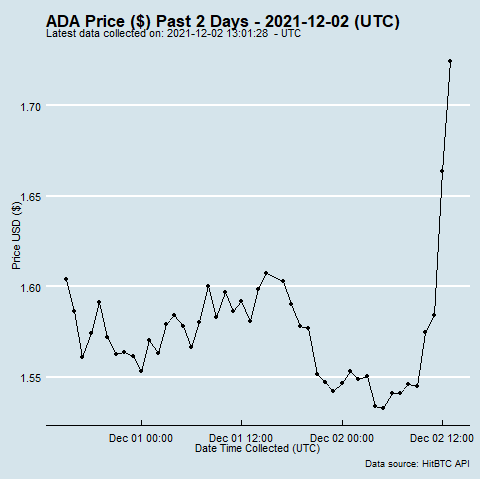 ADA Price ($) Past 2 Days - 2021-12-02 (UTC)
Latest data collected on: 2021-12-02 13:01:28  - UTC
Price USD ($)
1.70
1.65
1.60
1.55
Dec 01 00:00 Dec 01 12:00 Dec 02 00:00 Dec 02 12:00
Date Time Collected (UTC)
Data source: HitBTC API